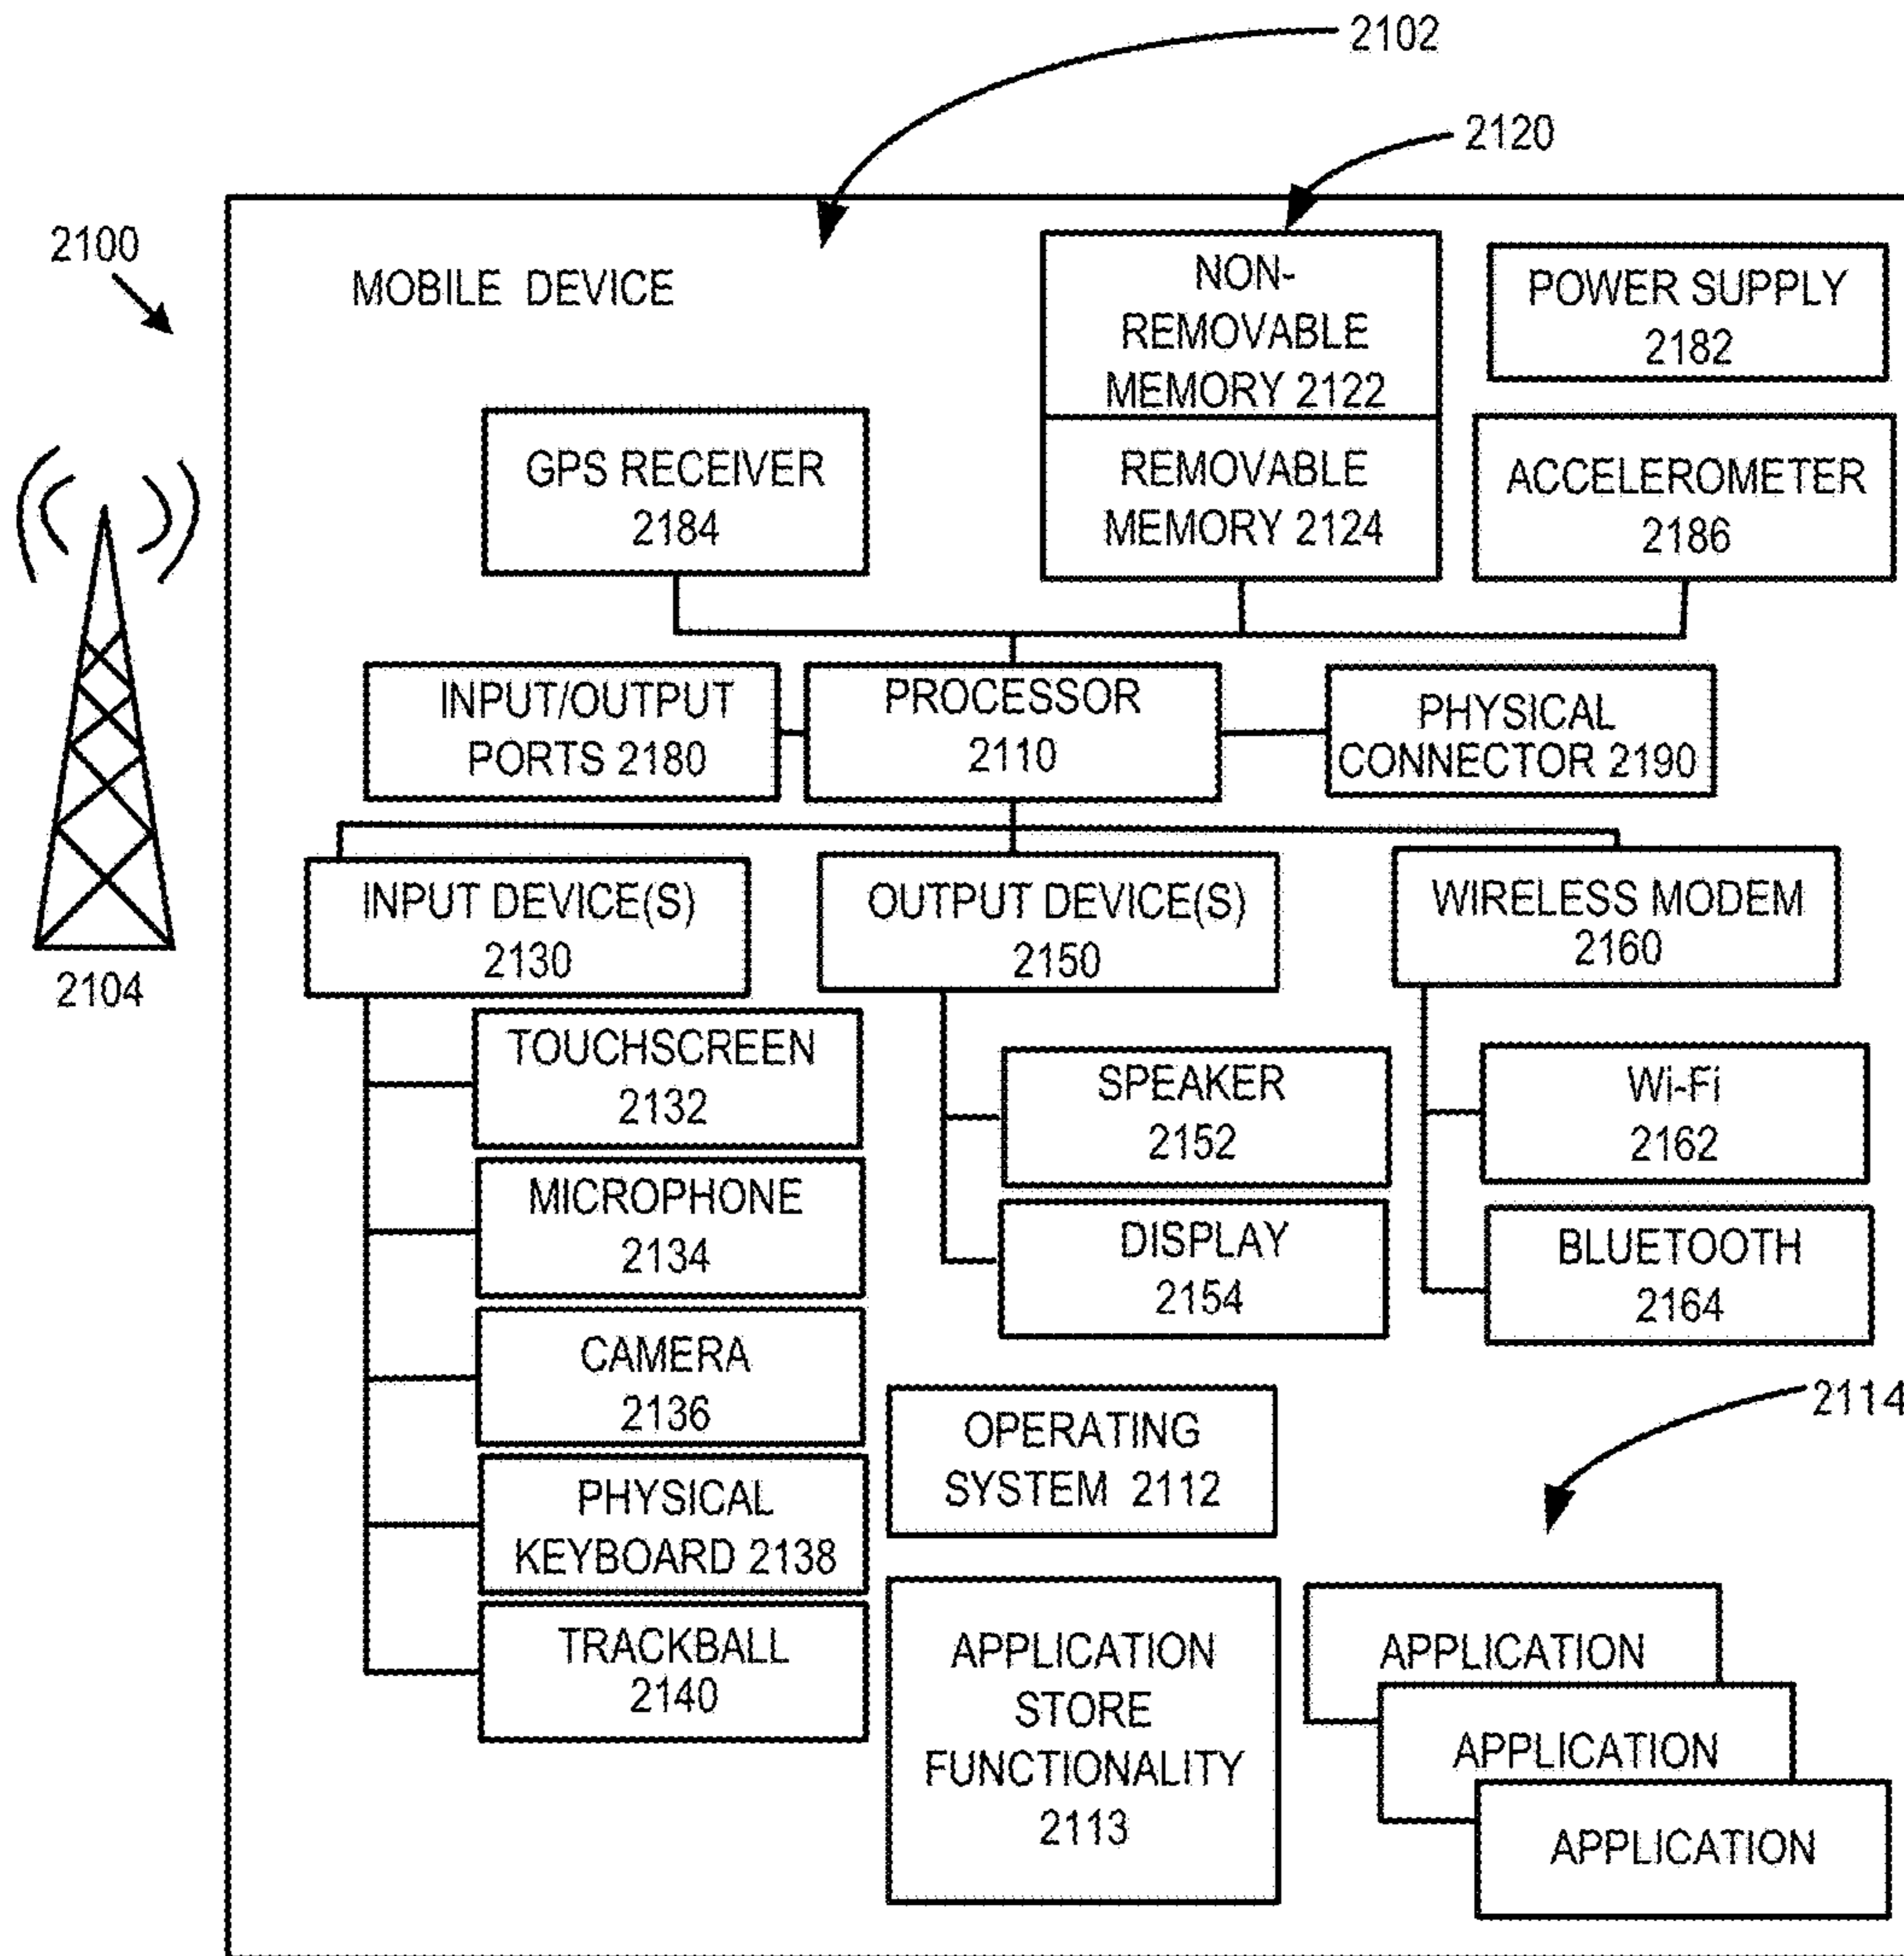 2102
2120
2100
MOBILE DEVICE
NON-
REMOVABLE
MEMORY 2122
POWER SUPPLY
2182
GPS RECEIVER
2184
REMOVABLE
MEMORY 2124
ACCELEROMETER
2186
INPUT/OUTPUT
PORTS 2180
PROCESSOR
2110
PHYSICAL
CONNECTOR 2190
INPUT DEVICE(S)
2130
OUTPUT DEVICE(S)
2150
WIRELESS MODEM
2160
2104
TOUCHSCREEN
2132
SPEAKER
2152
Wi-Fi
2162
MICROPHONE
2134
DISPLAY
2154
BLUETOOTH
2164
CAMERA
2136
2114
OPERATING
SYSTEM 2112
PHYSICAL
KEYBOARD 2138
TRACKBALL
2140
APPLICATION
STORE
FUNCTIONALITY
2113
APPLICATION
APPLICATION
APPLICATION